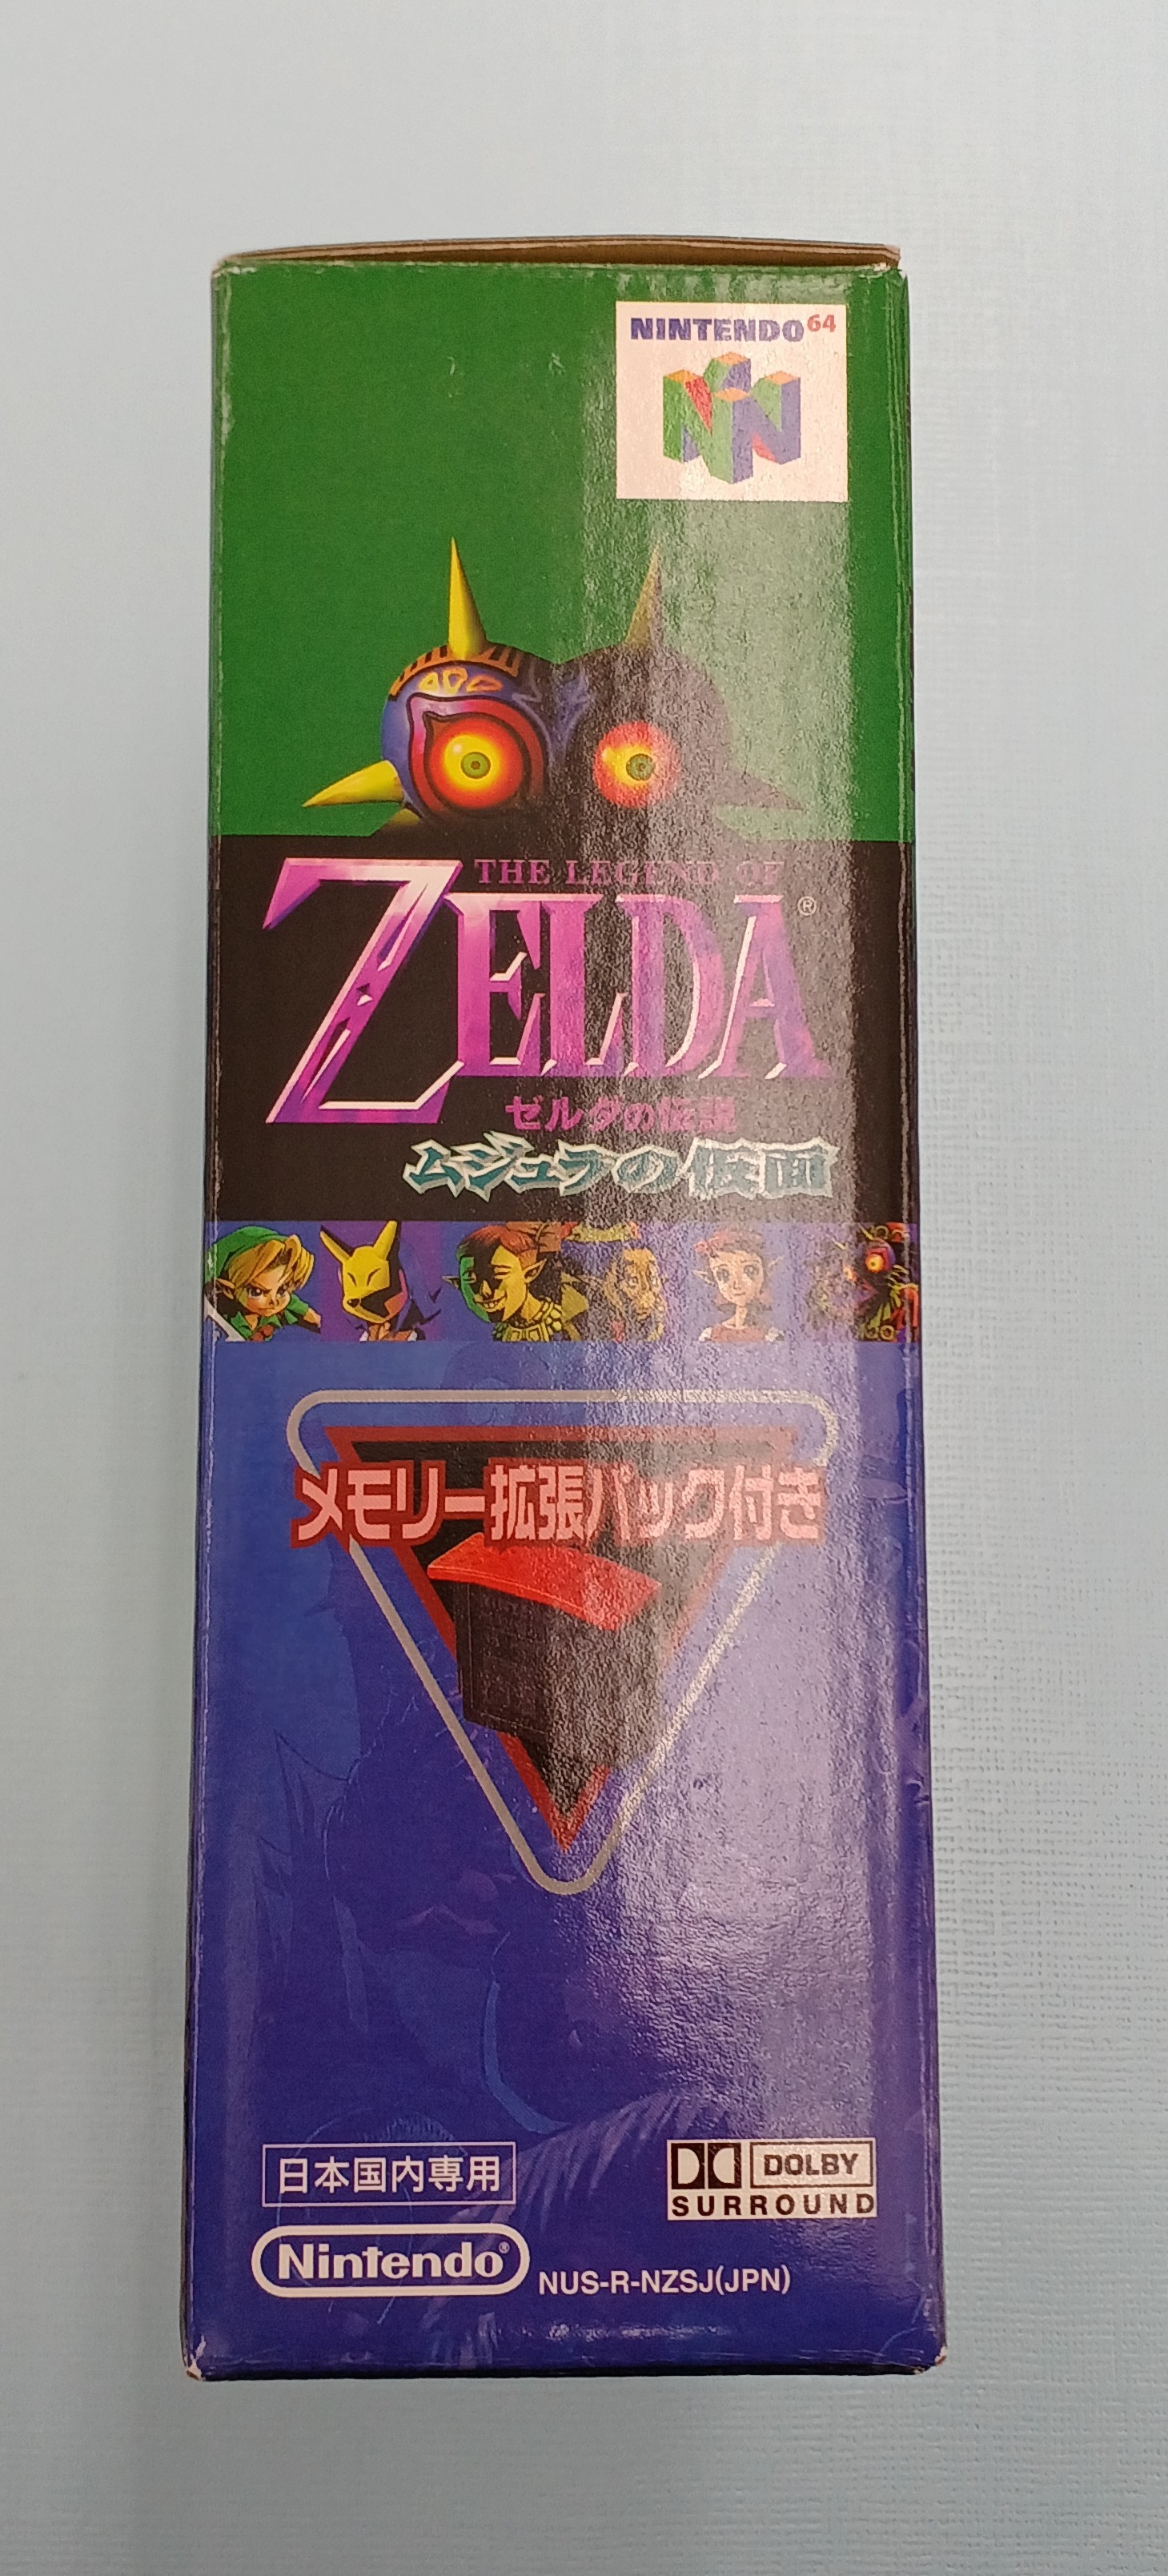 NINTENDO64
THE LEGEND OF
ZELDA®
ゼルダの伝説
ムジュラの仮面
メモリー拡張パック付き
日本国内専用
DOLBY
SURROUND
Nintendo®
NUS-R-NZSJ(JPN)